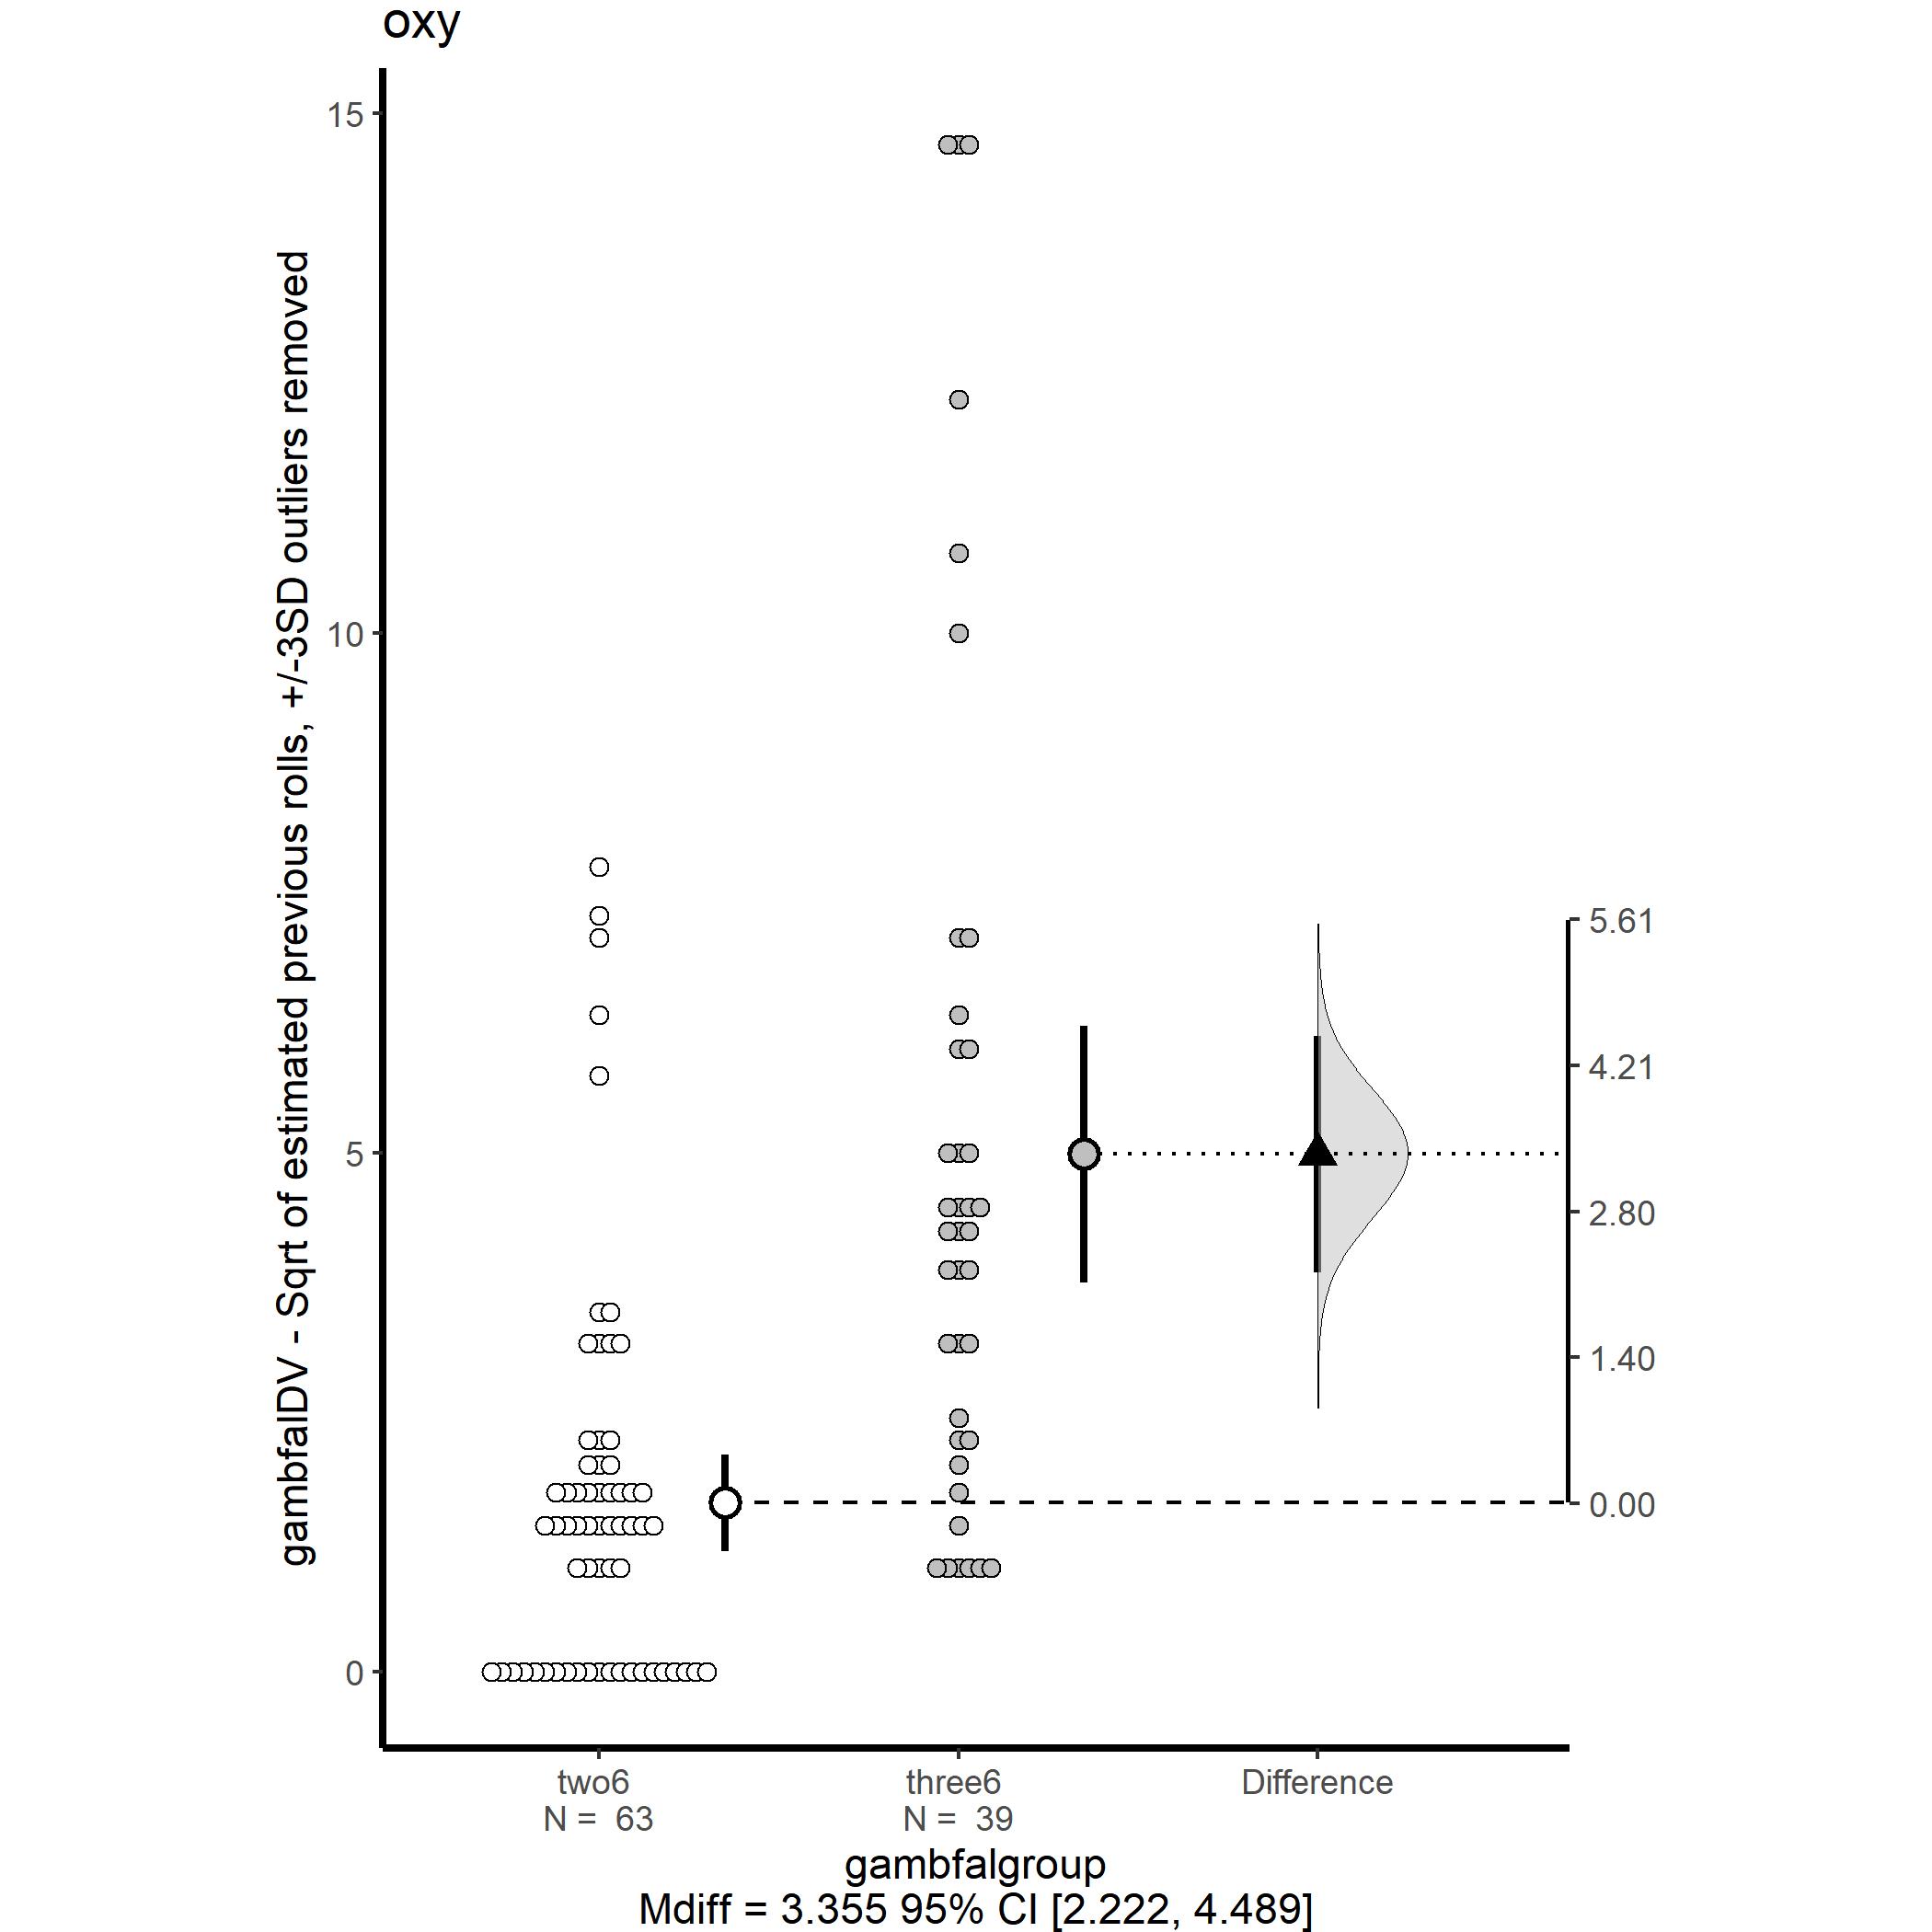 oxy
gambfalDV - Sqrt of estimated previous rolls, +/-3SD outliers removed
15
10
5
0
5.61
4.21
2.80
1.40
0.00
two6
N =  63
three6
N =  39
Difference
gambfalgroup
Mdiff = 3.355 95% CI [2.222, 4.489]